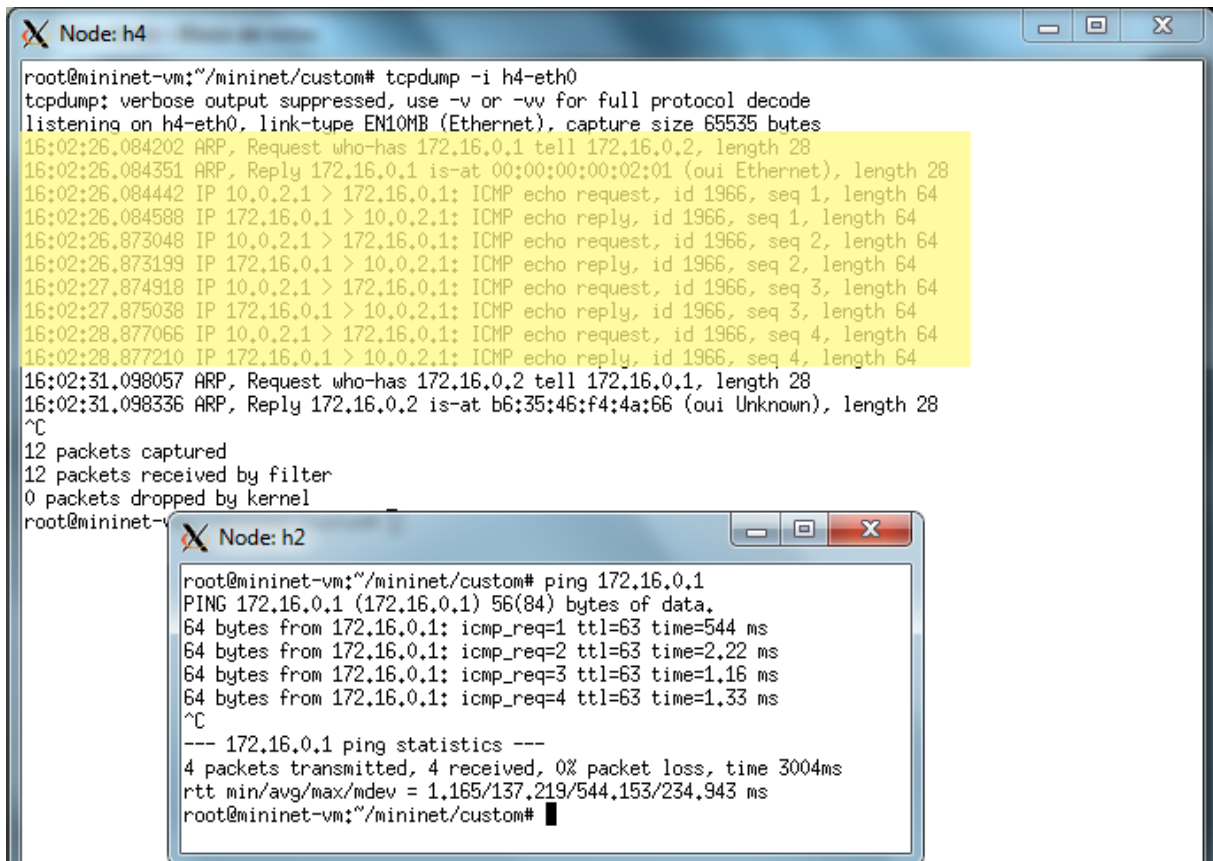 Node: h4
root@mininet-vm:~/mininet/custom# tcpdump -i h4-eth0
tcpdump: verbose output suppressed, use -v or -vv for full protocol decode
listening on h4-eth0, link-type EN10MB (Ethernet), capture size 65535 bytes
16:02:26.084202 ARP, Request who-has 172.16.0.1 tell 172.16.0.2, length 28
16:02:26.084351 ARP, Reply 172.16.0.1 is-at 00:00:00:00:02:01 (oui Ethernet), length 28
16:02:26.084442 IP 10.0.2.1 > 172.16.0.1: ICMP echo request, id 1966, seq 1, length 64
16:02:26.084588 IP 172.16.0.1 > 10.0.2.1: ICMP echo reply, id 1966, seq 1, length 64
16:02:26.873048 IP 10.0.2.1 > 172.16.0.1: ICMP echo request, id 1966, seq 2, length 64
16:02:26.873199 IP 172.16.0.1 > 10.0.2.1: ICMP echo reply, id 1966, seq 2, length 64
16:02:27.874918 IP 10.0.2.1 > 172.16.0.1: ICMP echo request, id 1966, seq 3, length 64
16:02:27.875038 IP 172.16.0.1 > 10.0.2.1: ICMP echo reply, id 1966, seq 3, length 64
16:02:28.877066 IP 10.0.2.1 > 172.16.0.1: ICMP echo request, id 1966, seq 4, length 64
16:02:28.877210 IP 172.16.0.1 > 10.0.2.1: ICMP echo reply, id 1966, seq 4, length 64
16:02:31.098057 ARP, Request who-has 172.16.0.2 tell 172.16.0.1, length 28
16:02:31.098336 ARP, Reply 172.16.0.2 is-at b6:35:46:f4:4a:66 (oui Unknown), length 28
^C
12 packets captured
12 packets received by filter
0 packets dropped by kernel
root@mininet-v
Node: h2
root@mininet-vm:~/mininet/custom# ping 172.16.0.1
PING 172.16.0.1 (172.16.0.1) 56(84) bytes of data.
64 bytes from 172.16.0.1: icmp_req=1 ttl=63 time=544 ms
64 bytes from 172.16.0.1: icmp_req=2 ttl=63 time=2.22 ms
64 bytes from 172.16.0.1: icmp_req=3 ttl=63 time=1.16 ms
64 bytes from 172.16.0.1: icmp_req=4 ttl=63 time=1.33 ms
^C
--- 172.16.0.1 ping statistics ---
4 packets transmitted, 4 received, 0% packet loss, time 3004ms
rtt min/avg/max/mdev = 1.165/137.219/544.153/234.943 ms
root@mininet-vm:~/mininet/custom#